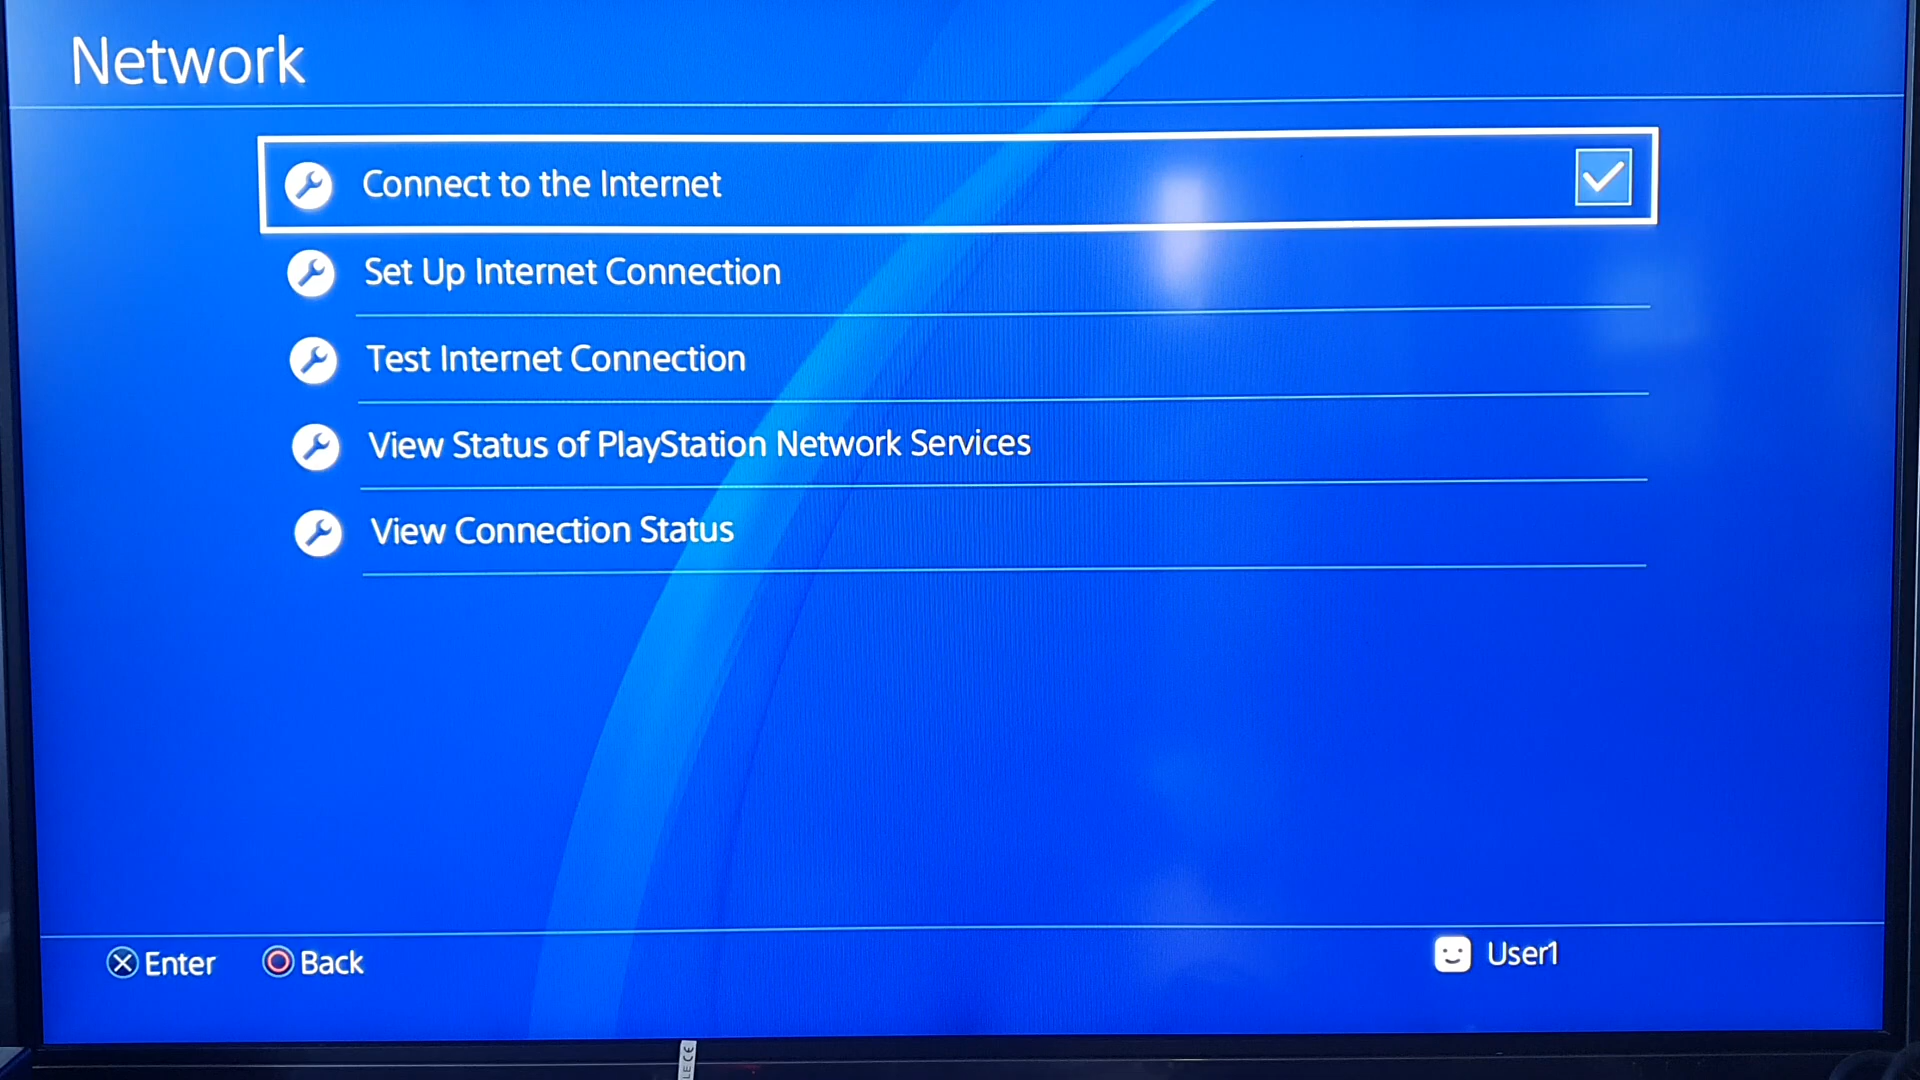 Network
Connect to the Internet
Set Up Internet Connection
Test Internet Connection
View Status of PlayStation Network Services
View Connection Status
Enter
Back
User1